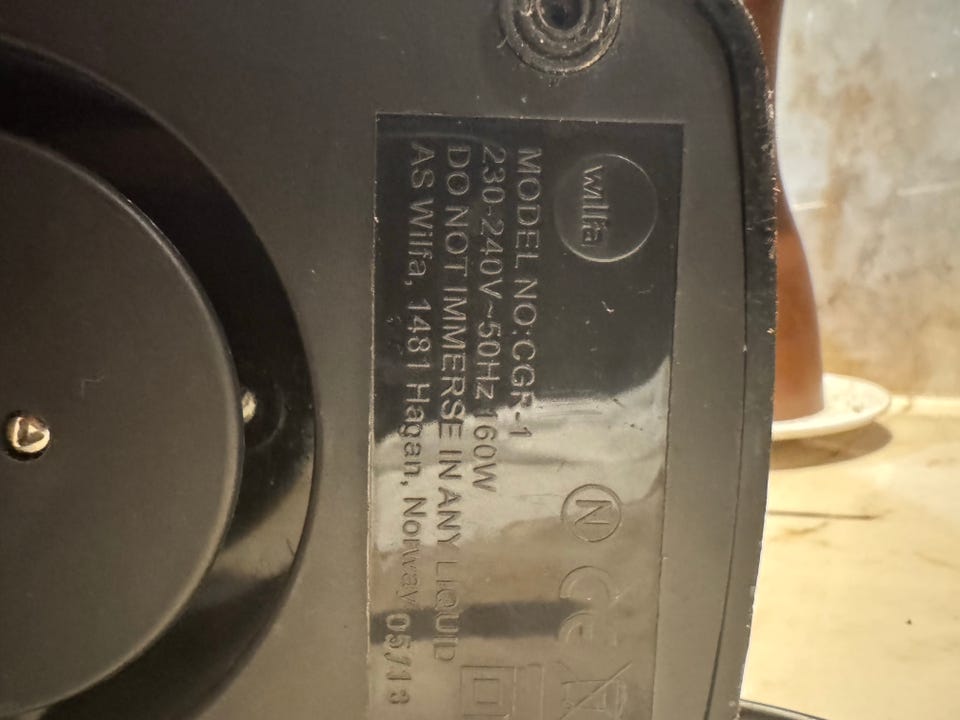 wilfa
MODEL NO:CGR-1
230-240V~50Hz 160W
DO NOT IMMERSE IN ANY LIQUID
AS Wilfa, 1481 Hagan, Norway 05/18
N
CE